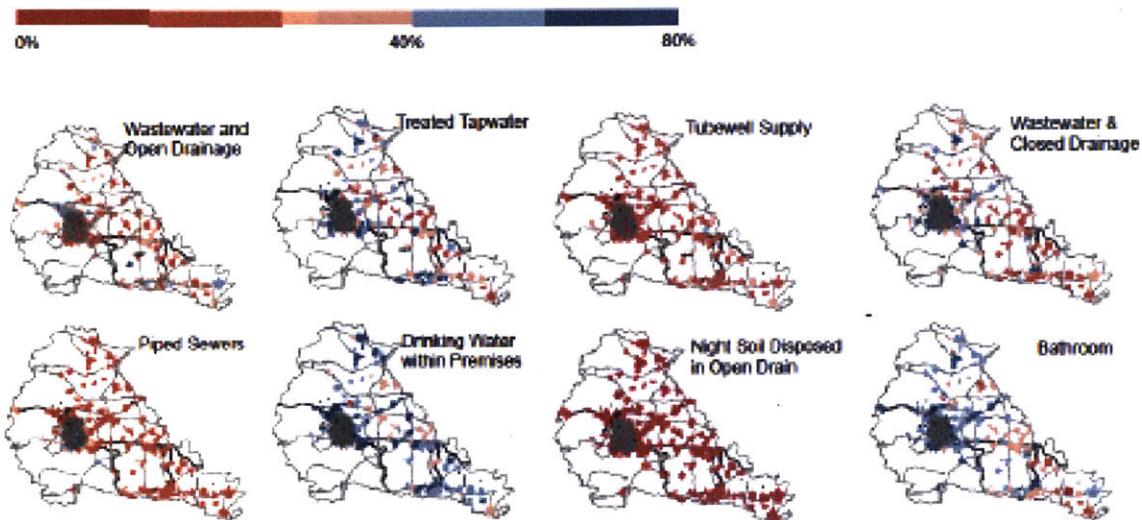 0%
40%
80%
Wastewater and
Open Drainage
Treated Tapwater
Tubewell Supply
Wastewater &
Closed Drainage
Piped Sewers
Drinking Water
within Premises
Night Soil Disposed
in Open Drain
Bathroom